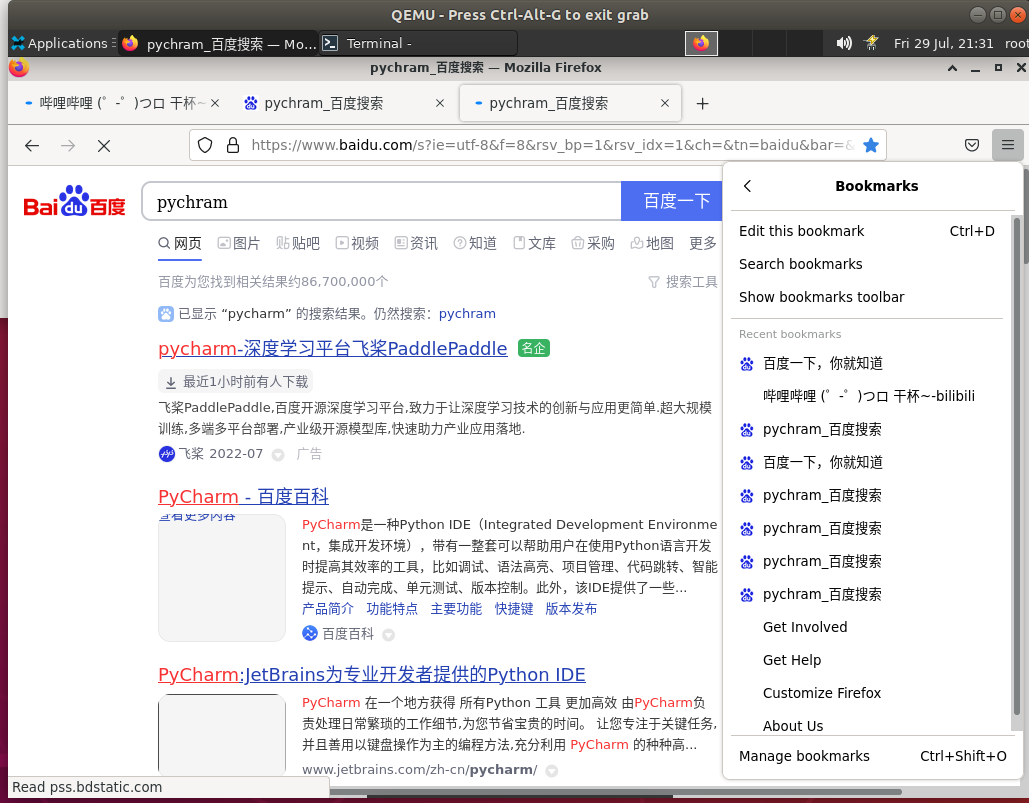 QEMU - Press Ctrl-Alt-G to exit grab
Applications
pychram_百度搜索 — Mo...
Terminal -
Fri 29 Jul, 21:31
root
pychram_百度搜索 — Mozilla Firefox
哔哩哔哩 (゜-゜)つロ 干杯~
pychram_百度搜索
pychram_百度搜索
https://www.baidu.com/s?ie=utf-8&f=8&rsv_bp=1&rsv_idx=1&ch=&tn=baidu&bar=&
Bai du 百度
pychram
百度一下
网页 图片 贴吧 视频 资讯 知道 文库 采购 地图 更多
百度为您找到相关结果约86,700,000个
搜索工具
已显示 “pycharm” 的搜索结果。仍然搜索：pychram
pycharm-深度学习平台飞桨PaddlePaddle 名企
最近1小时前有人下载
飞桨PaddlePaddle,百度开源深度学习平台,致力于让深度学习技术的创新与应用更简单.超大规模
训练,多端多平台部署,产业级开源模型库,快速助力产业应用落地.
飞桨 2022-07 广告
PyCharm - 百度百科
查看更多内容
PyCharm是一种Python IDE（Integrated Development Environme
nt，集成开发环境），带有一整套可以帮助用户在使用Python语言开发
时提高其效率的工具，比如调试、语法高亮、项目管理、代码跳转、智能
提示、自动完成、单元测试、版本控制。此外，该IDE提供了一些...
产品简介 功能特点 主要功能 快捷键 版本发布
百度百科
PyCharm:JetBrains为专业开发者提供的Python IDE
PyCharm 在一个地方获得 所有Python 工具 更加高效 由PyCharm负
责处理日常繁琐的工作细节,为您节省宝贵的时间。 让您专注于关键任务,
并且善用以键盘操作为主的编程方法,充分利用 PyCharm 的种种高...
www.jetbrains.com/zh-cn/pycharm/
Read pss.bdstatic.com
Bookmarks
Edit this bookmark Ctrl+D
Search bookmarks
Show bookmarks toolbar
Recent bookmarks
百度一下，你就知道
哔哩哔哩 (゜-゜)つロ 干杯~-bilibili
pychram_百度搜索
百度一下，你就知道
pychram_百度搜索
pychram_百度搜索
pychram_百度搜索
pychram_百度搜索
Get Involved
Get Help
Customize Firefox
About Us
Manage bookmarks Ctrl+Shift+O